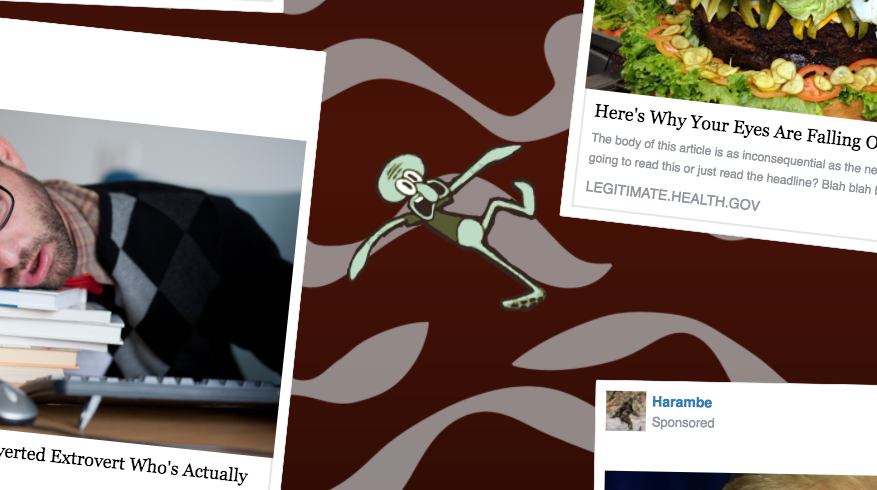 Here's Why Your Eyes Are Falling O
The body of this article is as inconsequential as the ne
going to read this or just read the headline? Blah blah b
LEGITIMATE.HEALTH.GOV
Harambe
Sponsored
verted Extrovert Who's Actually